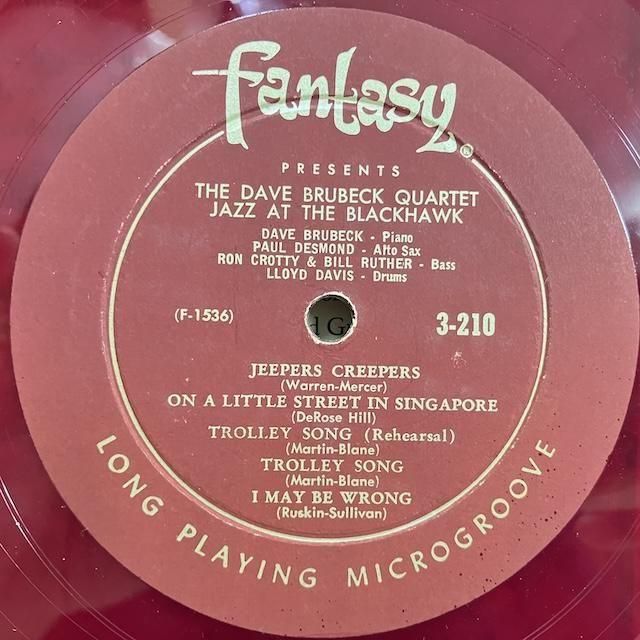 fantasy®
PRESENTS
THE DAVE BRUBECK QUARTET
JAZZ AT THE BLACKHAWK
DAVE BRUBECK - Piano
PAUL DESMOND - Alto Sax
RON CROTTY & BILL RUTHER - Bass
LLOYD DAVIS - Drums
(F-1536)
3-210
JEEPERS CREEPERS
(Warren-Mercer)
ON A LITTLE STREET IN SINGAPORE
(DeRose Hill)
TROLLEY SONG (Rehearsal)
(Martin-Blane)
TROLLEY SONG
(Martin-Blane)
I MAY BE WRONG
(Ruskin-Sullivan)
LONG PLAYING MICROGROOVE